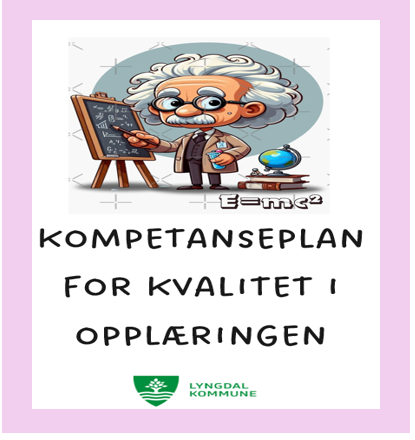 E=mc²
KOMPETANSEPLAN
FOR KVALITET I
OPPLÆRINGEN
LYNGDAL
KOMMUNE